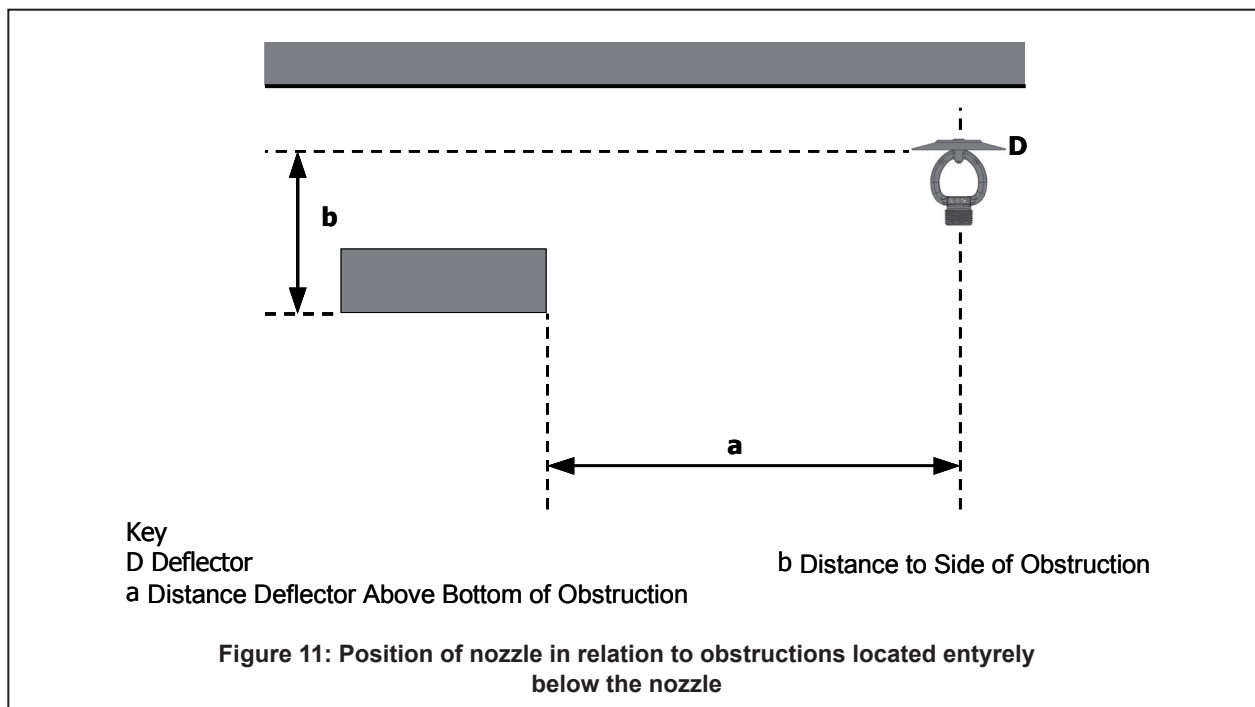 D
b
a
Key
D Deflector
b Distance to Side of Obstruction
a Distance Deflector Above Bottom of Obstruction
Figure 11: Position of nozzle in relation to obstructions located entyrely
below the nozzle